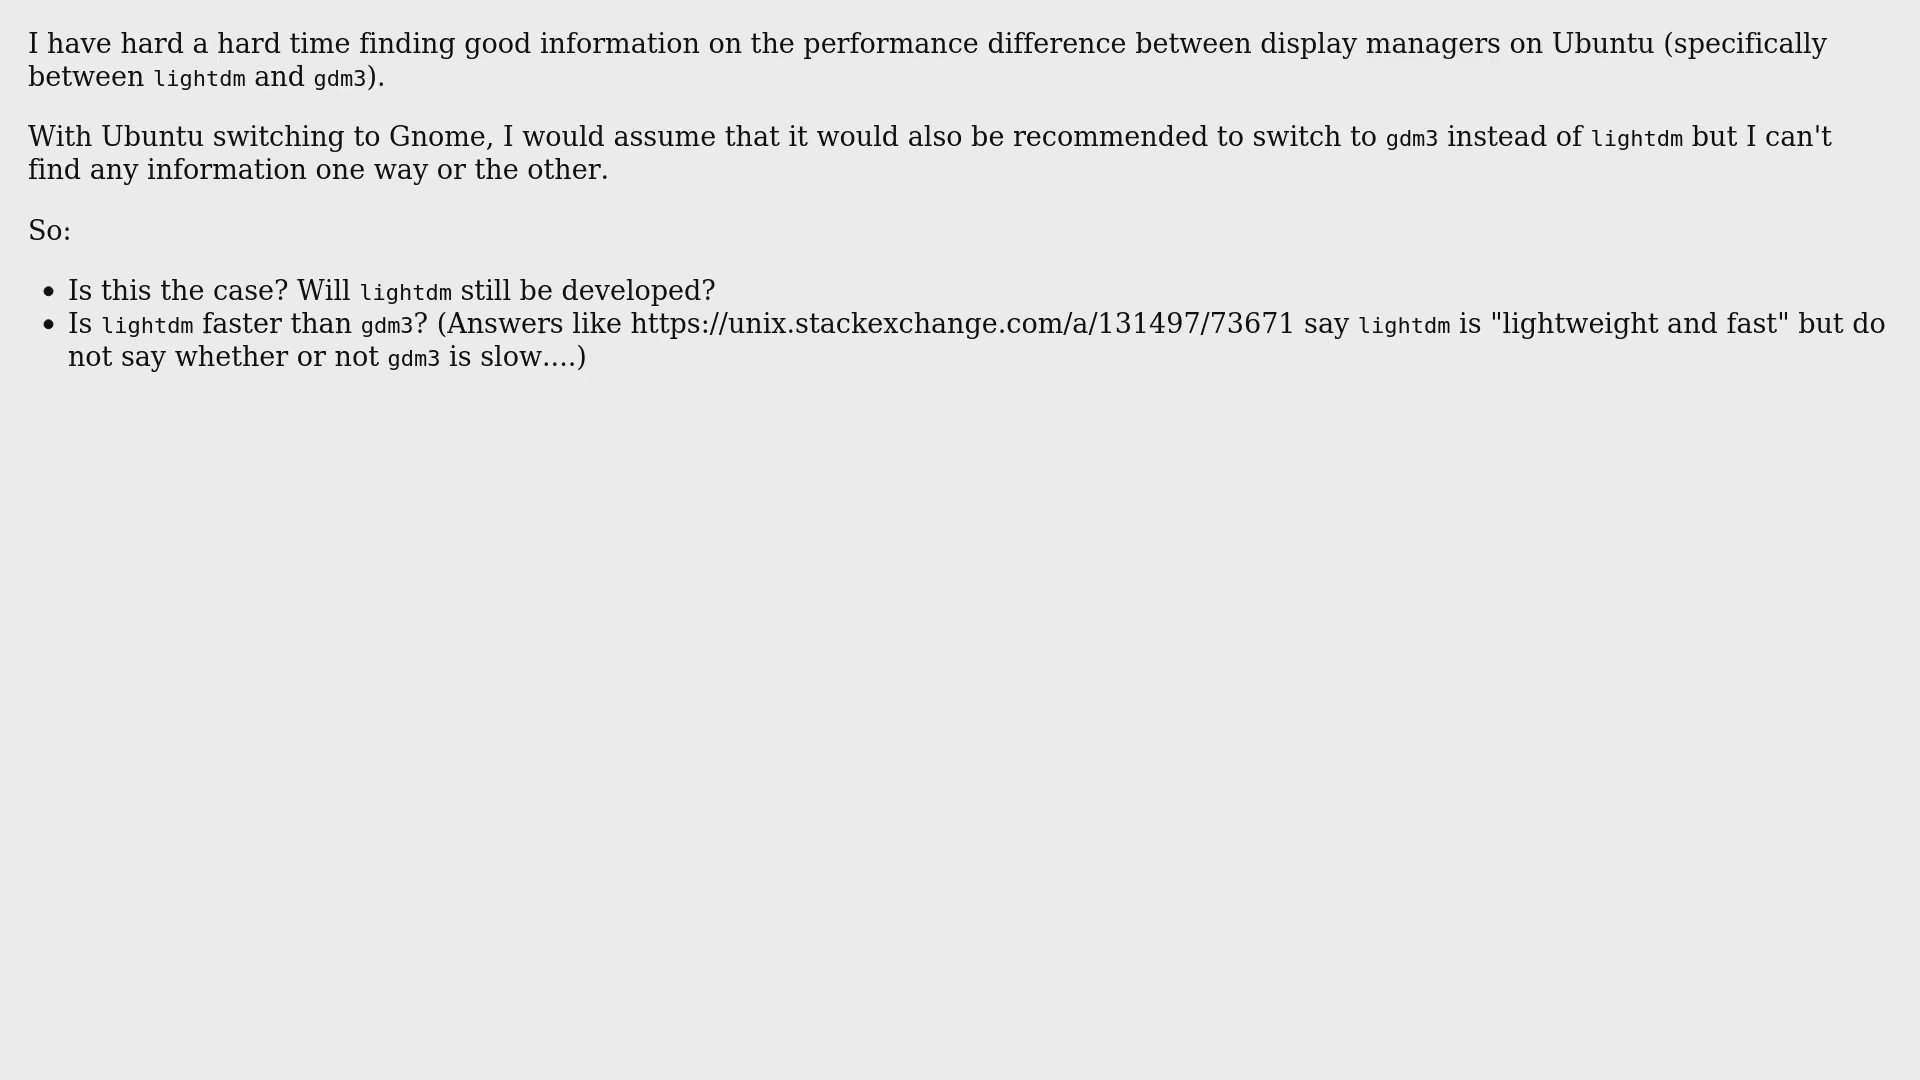 I have hard a hard time finding good information on the performance difference between display managers on Ubuntu (specifically
between lightdm and gdm3).
With Ubuntu switching to Gnome, I would assume that it would also be recommended to switch to gdm3 instead of lightdm but I can't
find any information one way or the other.
So:
• Is this the case? Will lightdm still be developed?
• Is lightdm faster than gdm3? (Answers like https://unix.stackexchange.com/a/131497/73671 say lightdm is "lightweight and fast" but do
not say whether or not gdm3 is slow....)